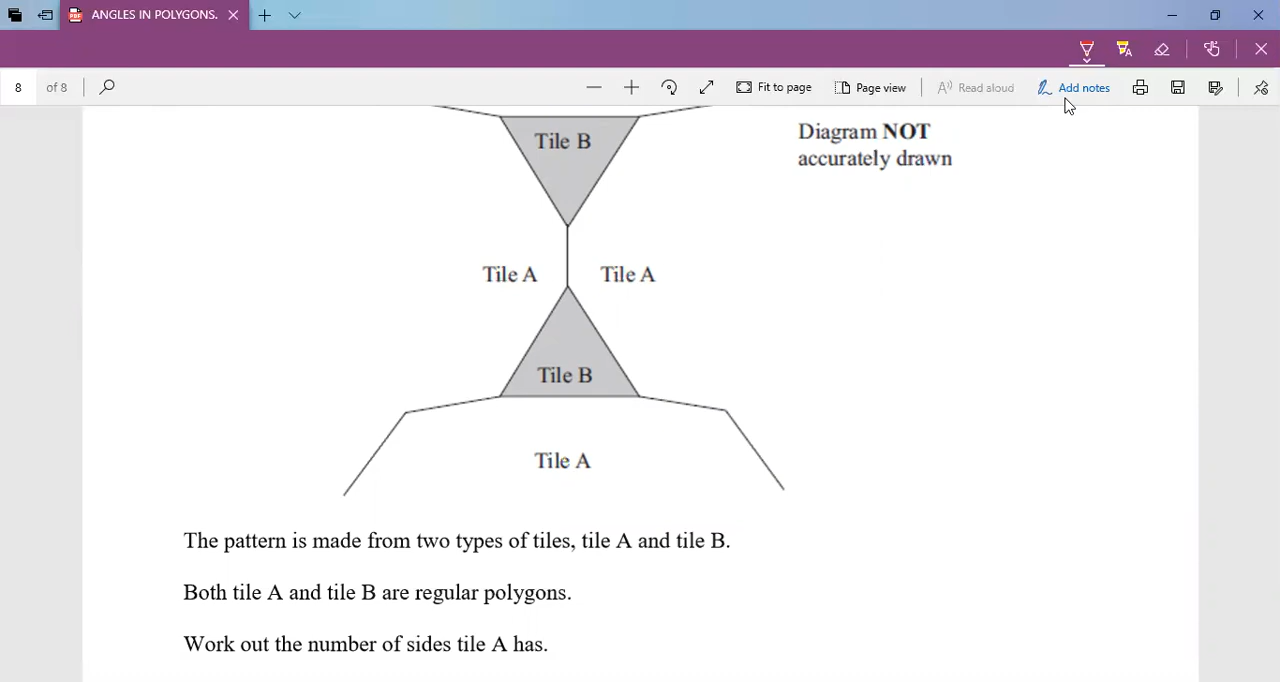 ANGLES IN POLYGONS.
8 of 8 Fit to page Page view Read aloud Add notes
Tile B
Diagram NOT
accurately drawn
Tile A Tile A
Tile B
Tile A
The pattern is made from two types of tiles, tile A and tile B.
Both tile A and tile B are regular polygons.
Work out the number of sides tile A has.